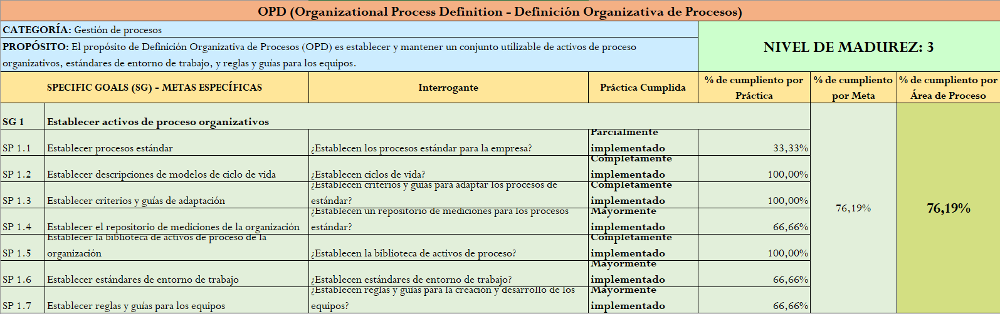 OPD (Organizational Process Definition - Definición Organizativa de Procesos)
CATEGORÍA: Gestión de procesos
PROPÓSITO: El propósito de Definición Organizativa de Procesos (OPD) es establecer y mantener un conjunto utilizable de activos de proceso
organizativos, estándares de entorno de trabajo, y reglas y guías para los equipos.
NIVEL DE MADUREZ: 3
SPECIFIC GOALS (SG) - METAS ESPECÍFICAS
Interrogante
Práctica Cumplida
% de cumpliento por
Práctica
% de cumpliento
por Meta
% de cumpliento por
Área de Proceso
SG 1 Establecer activos de proceso organizativos
SP 1.1 Establecer procesos estándar
¿Establecen los procesos estándar para la empresa?
Parcialmente
implementado
33,33%
SP 1.2 Establecer descripciones de modelos de ciclo de vida
¿Establecen ciclos de vida?
Completamente
implementado
100,00%
SP 1.3 Establecer criterios y guías de adaptación
¿Establecen criterios y guías para adaptar los procesos de
estándar?
Completamente
implementado
100,00%
SP 1.4 Establecer el repositorio de mediciones de la organización
¿Establecen un repositorio de mediciones para los procesos
estándar?
Mayormente
implementado
66,66%
SP 1.5 Establecer la biblioteca de activos de proceso de la
organización
¿Establecen la biblioteca de activos de proceso?
Completamente
implementado
100,00%
SP 1.6 Establecer estándares de entorno de trabajo
¿Establecen estándares de entorno de trabajo?
Mayormente
implementado
66,66%
SP 1.7 Establecer reglas y guías para los equipos
¿Establecen reglas y guías para la creación y desarrollo de los
equipos?
Mayormente
implementado
66,66%
76,19%
76,19%